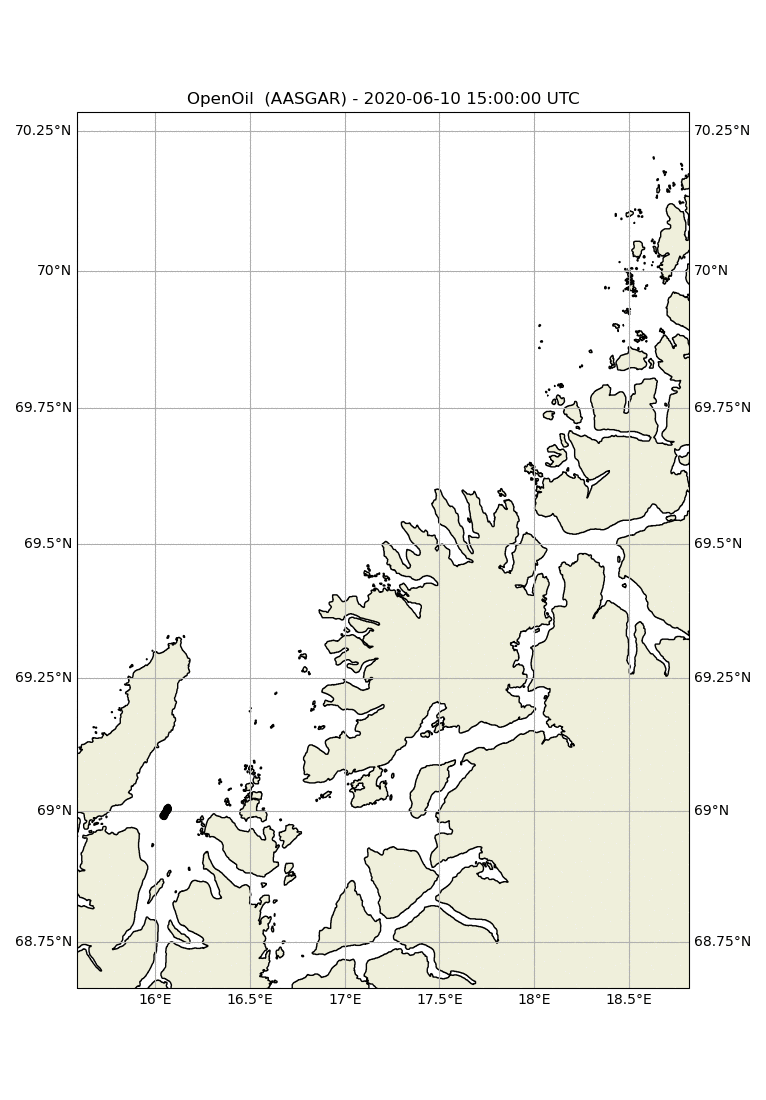 OpenOil  (AASGAR) - 2020-06-10 15:00:00 UTC
70.25°N 70.25°N
70°N 70°N
69.75°N 69.75°N
69.5°N 69.5°N
69.25°N 69.25°N
69°N 69°N
68.75°N 68.75°N
16°E 16.5°E 17°E 17.5°E 18°E 18.5°E